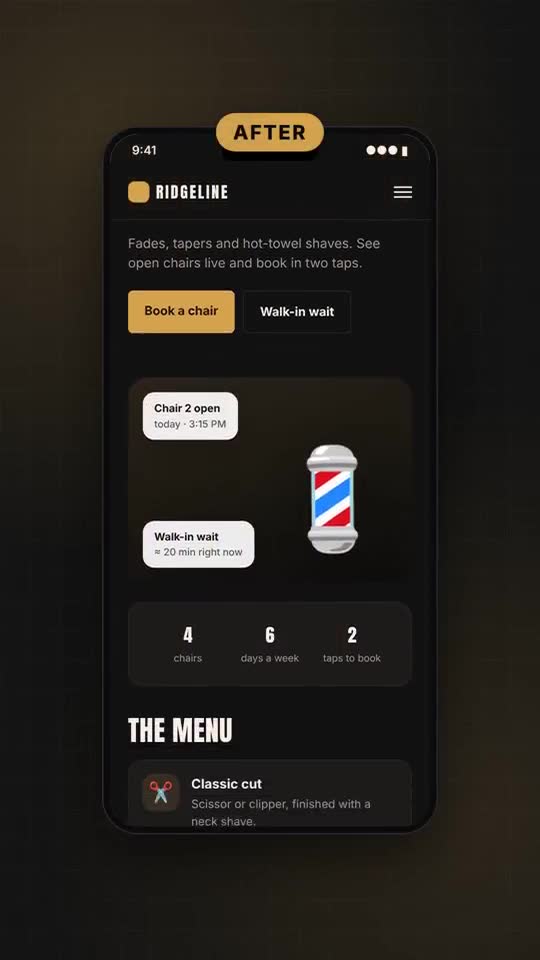 AFTER
9:41
RIDGELINE
Fades, tapers and hot-towel shaves. See
open chairs live and book in two taps.
Book a chair
Walk-in wait
Chair 2 open
today · 3:15 PM
Walk-in wait
≈ 20 min right now
4
chairs
6
days a week
2
taps to book
THE MENU
Classic cut
Scissor or clipper, finished with a
neck shave.